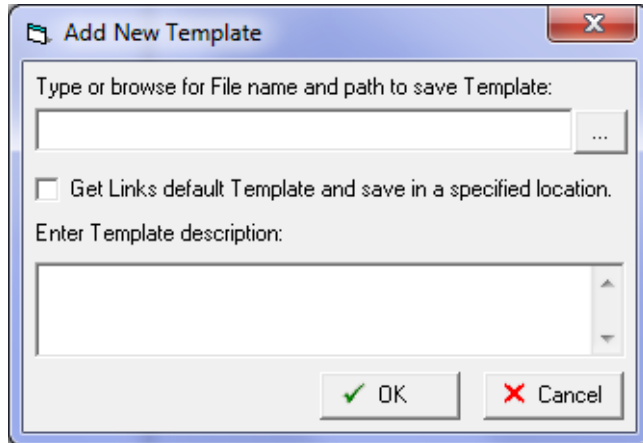 Add New Template
Type or browse for File name and path to save Template:
...
Get Links default Template and save in a specified location.
Enter Template description:
OK
Cancel